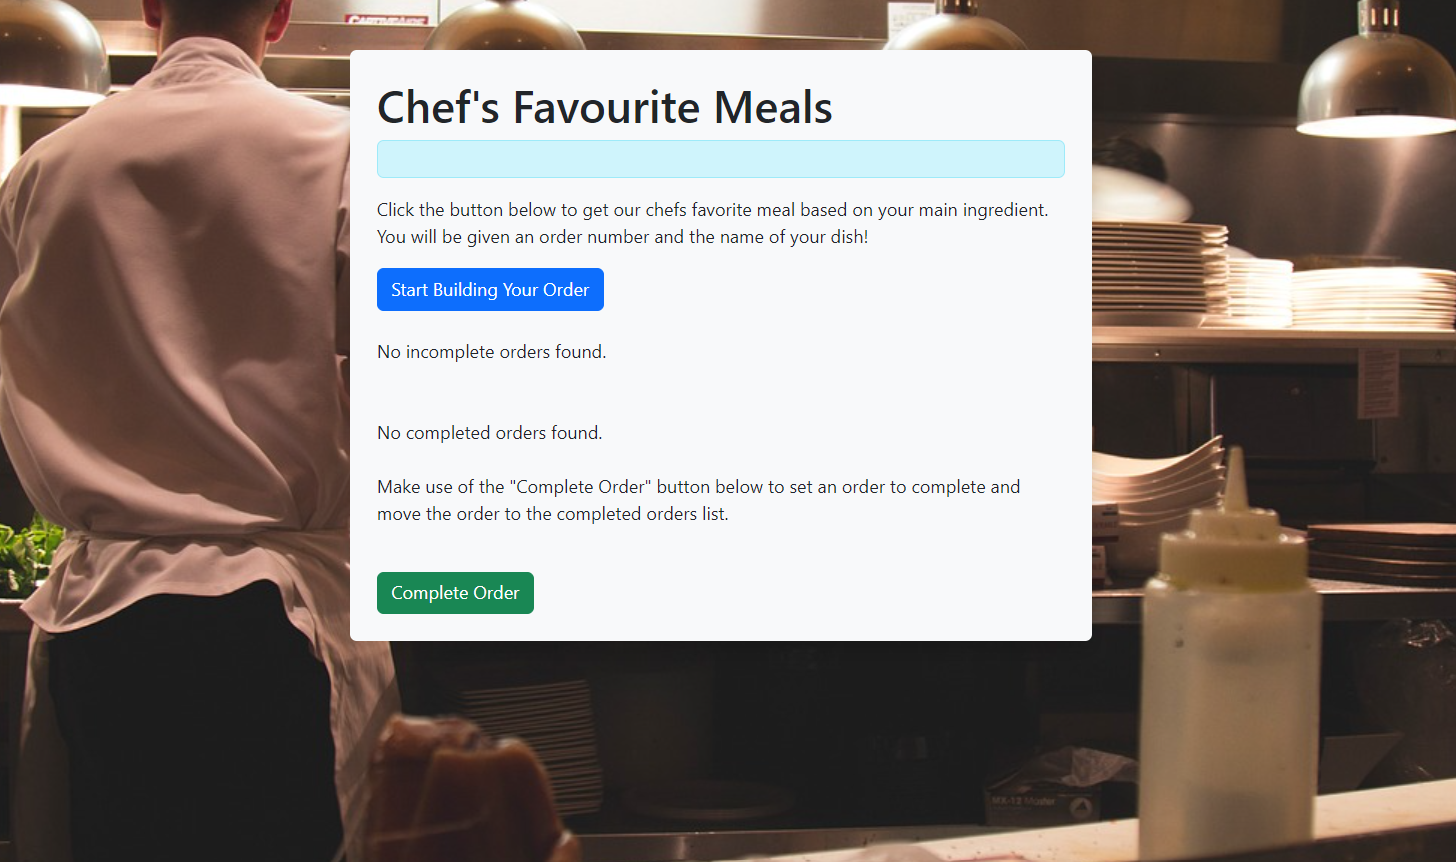 Chef's Favourite Meals
Click the button below to get our chefs favorite meal based on your main ingredient.
You will be given an order number and the name of your dish!
Start Building Your Order
No incomplete orders found.
No completed orders found.
Make use of the "Complete Order" button below to set an order to complete and
move the order to the completed orders list.
Complete Order
MX-12 Master